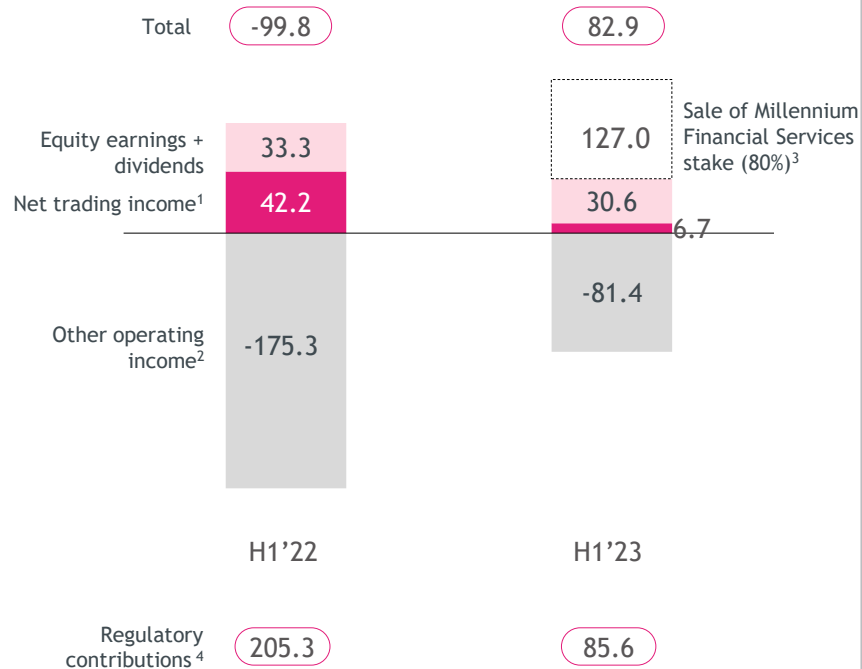 Total -99.8 82.9
Equity earnings +
dividends
33.3
127.0
Sale of Millennium
Financial Services
stake (80%)³
Net trading income¹
42.2
30.6
6.7
Other operating
income²
-175.3
-81.4
H1’22 H1’23
Regulatory
contributions ⁴
205.3 85.6